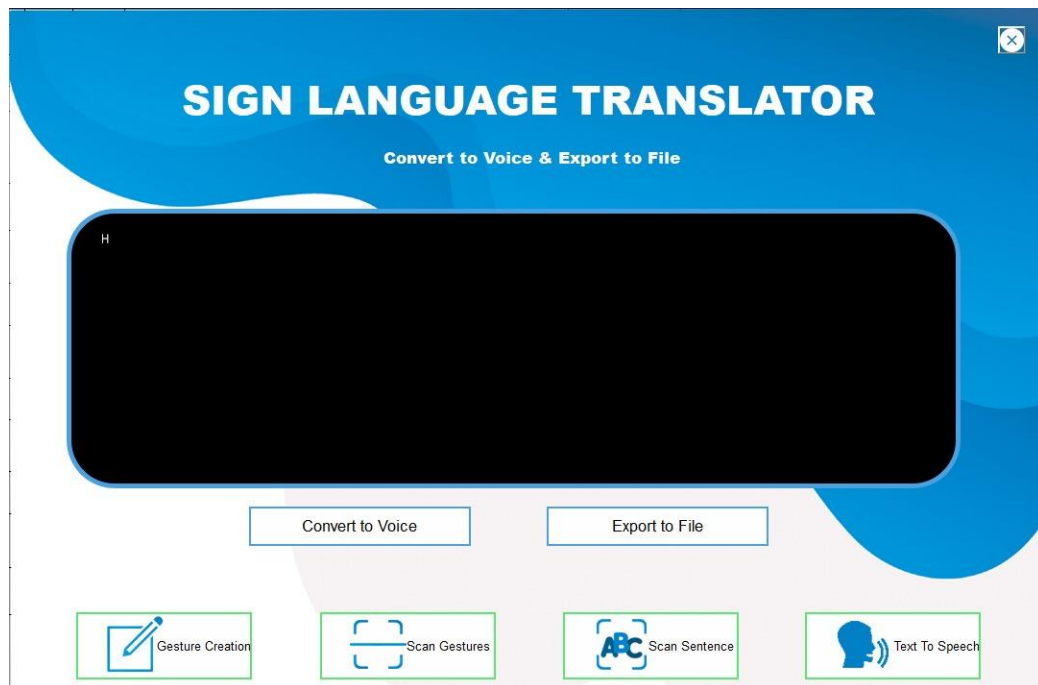 SIGN LANGUAGE TRANSLATOR
Convert to Voice & Export to File
H
Convert to Voice
Export to File
Gesture Creation
Scan Gestures
ABC
Scan Sentence
Text To Speech